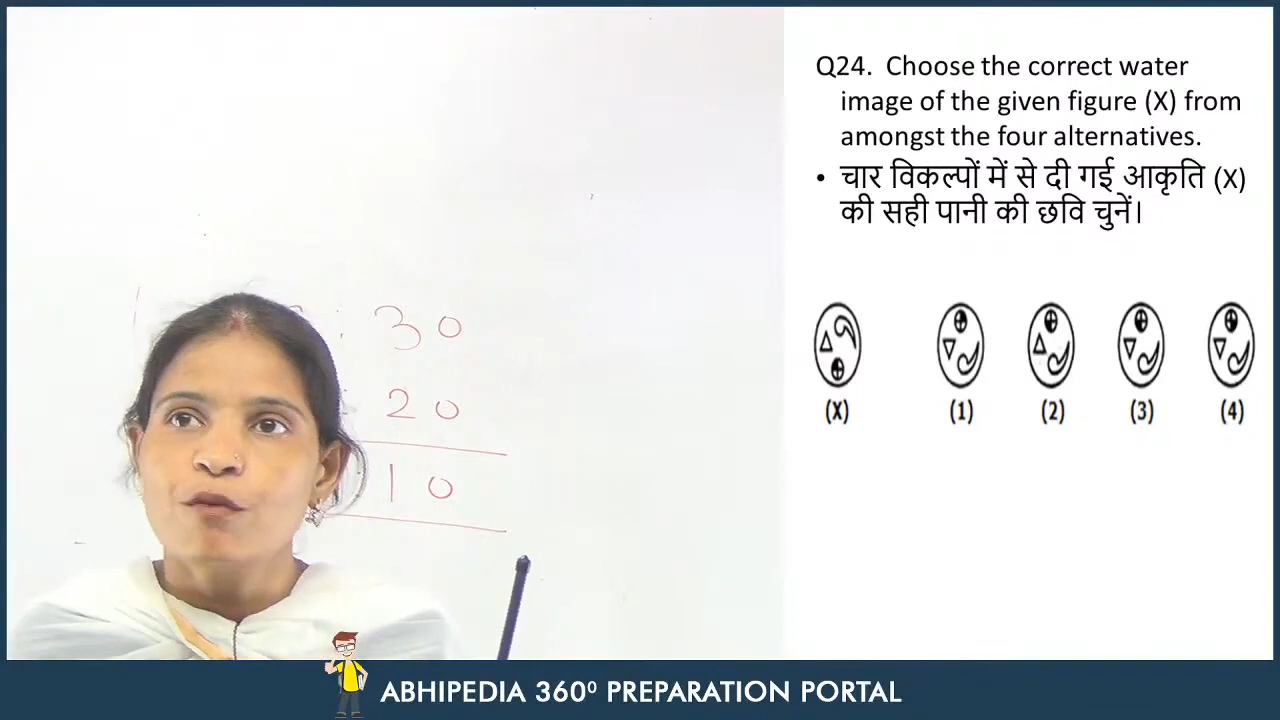 Q24. Choose the correct water
image of the given figure (X) from
amongst the four alternatives.
• चार विकल्पों में से दी गई आकृति (X)
की सही पानी की छवि चुनें।
(X) (1) (2) (3) (4)
: 30
20
10
ABHIPEDIA 360⁰ PREPARATION PORTAL